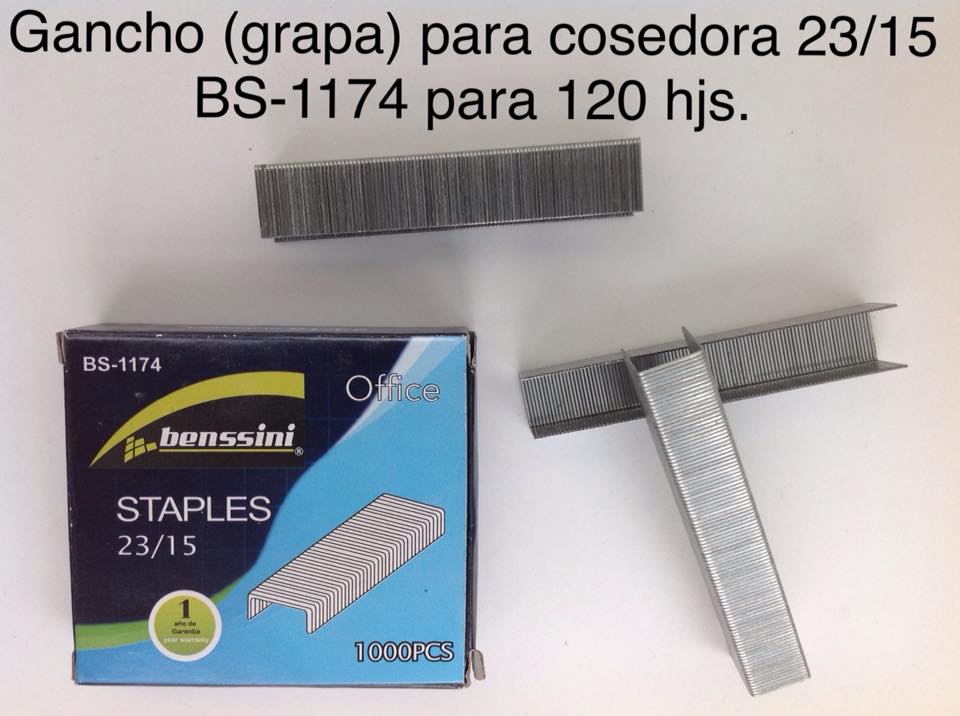 Gancho (grapa) para cosedora 23/15
BS-1174 para 120 hjs.
BS-1174
Office
benssini®
STAPLES
23/15
1
año de
Garantía
year warranty
1000PCS